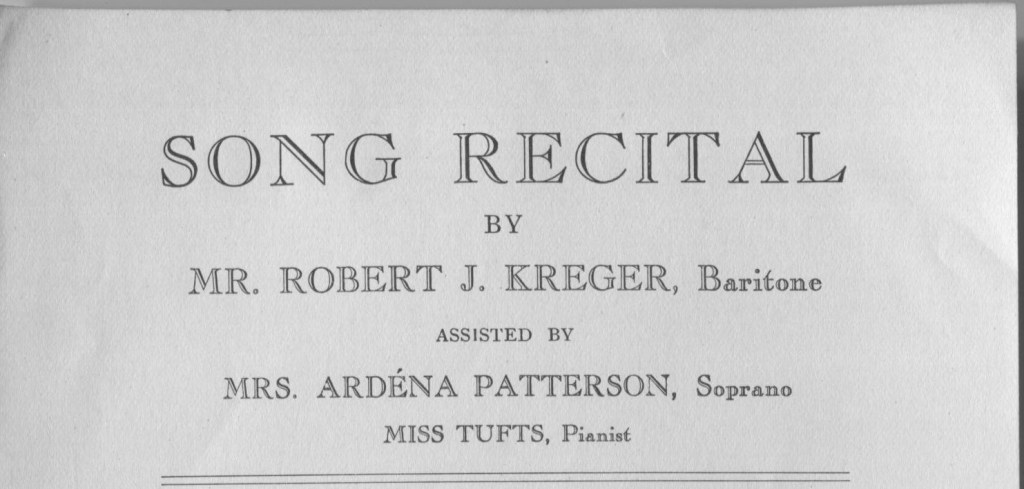 SONG RECITAL
BY
MR. ROBERT J. KREGER, Baritone
ASSISTED BY
MRS. ARDÉNA PATTERSON, Soprano
MISS TUFTS, Pianist